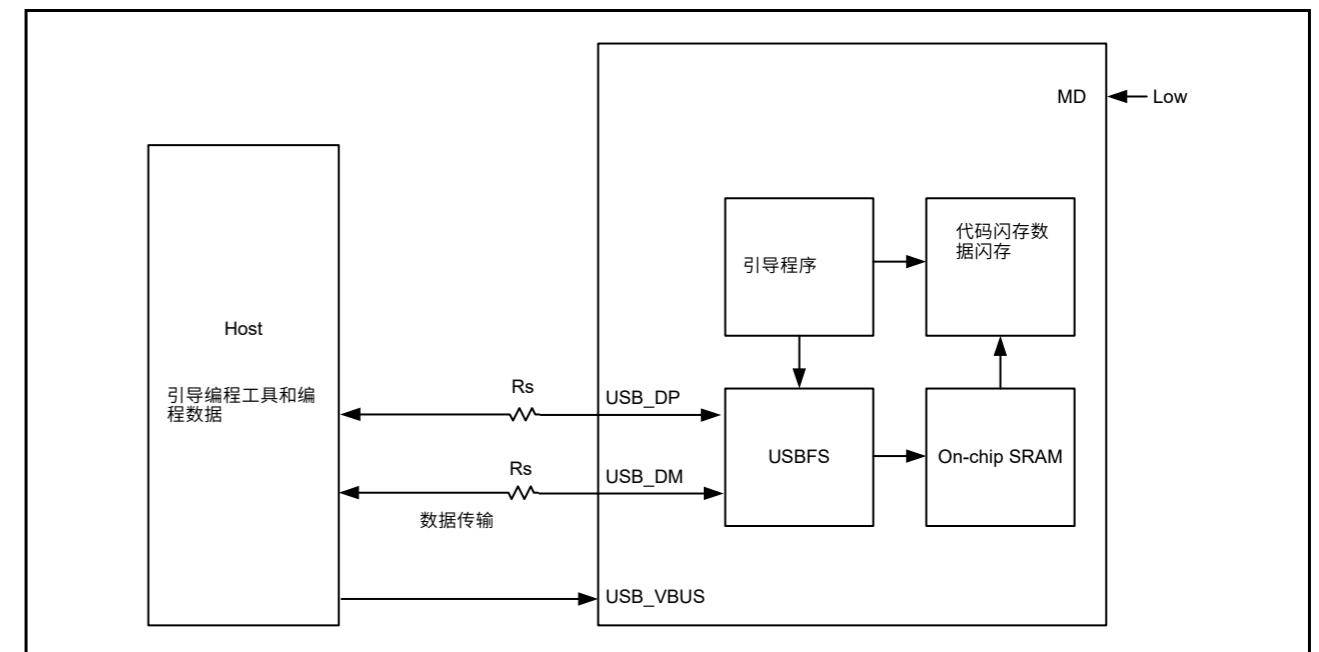 MD
Low
代码闪存数
据闪存
引导程序
Host
引导编程工具和编
程数据
Rs
USB_DP
USBFS
On-chip SRAM
Rs
USB_DM
数据传输
USB_VBUS